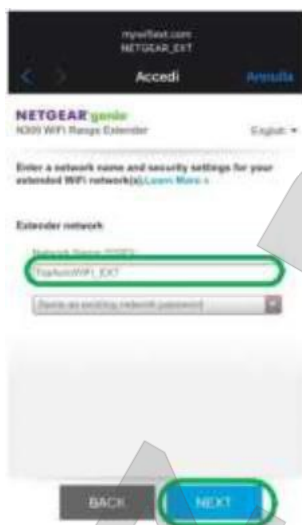 mywifiext.com
NETGEAR_EXT
Accedi
Annulla
NETGEAR genie
N300 WiFi Range Extender
English
Enter a network name and security settings for your
extended WiFi network(s).Learn More
Extender network
Network Name (SSID)
Same as existing network password
BACK
NEXT